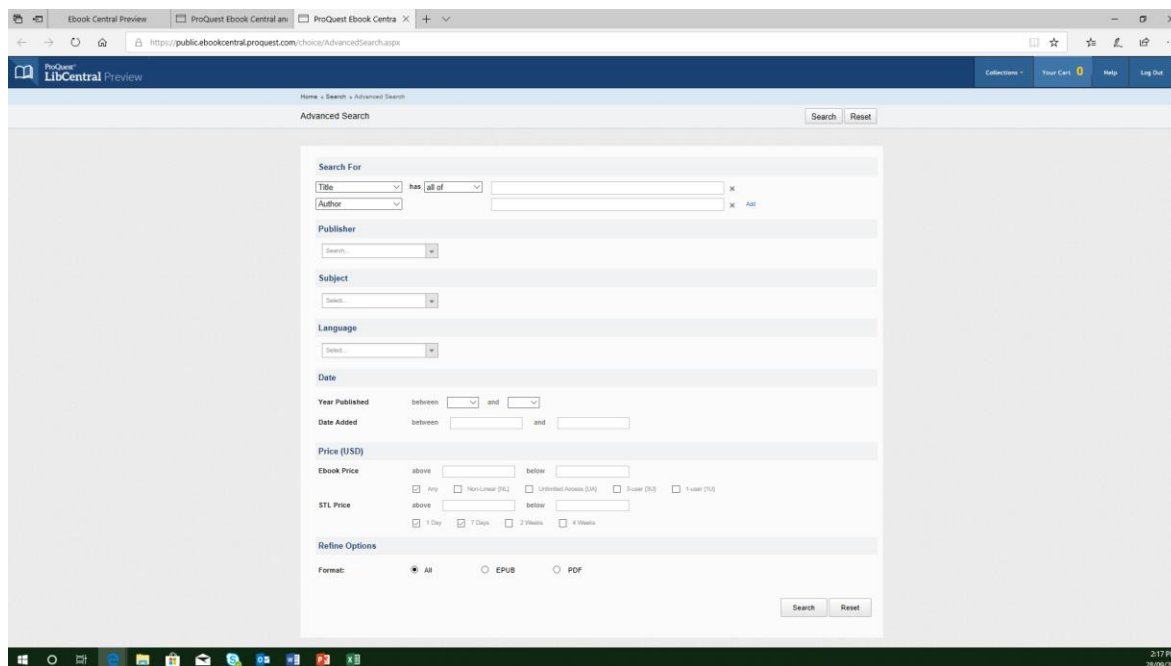 Ebook Central Preview
ProQuest Ebook Central an
ProQuest Ebook Centra
https://public.ebookcentral.proquest.com/choice/AdvancedSearch.aspx
ProQuest
LibCentral Preview
Collections
Your Cart 0
Help
Log Out
Home › Search › Advanced Search
Advanced Search
Search Reset
Search For
Title has all of
Author Add
Publisher
Search...
Subject
Select...
Language
Select...
Date
Year Published between and
Date Added between and
Price (USD)
Ebook Price above below
Any Non-Linear (NL) Unlimited Access (UA) 3-user (3U) 1-user (1U)
STL Price above below
1 Day 7 Days 2 Weeks 4 Weeks
Refine Options
Format: All EPUB PDF
Search Reset
2:17 P